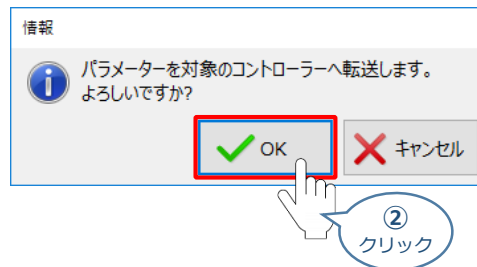 情報
パラメーターを対象のコントローラーへ転送します。
よろしいですか?
OK
キャンセル
②
クリック